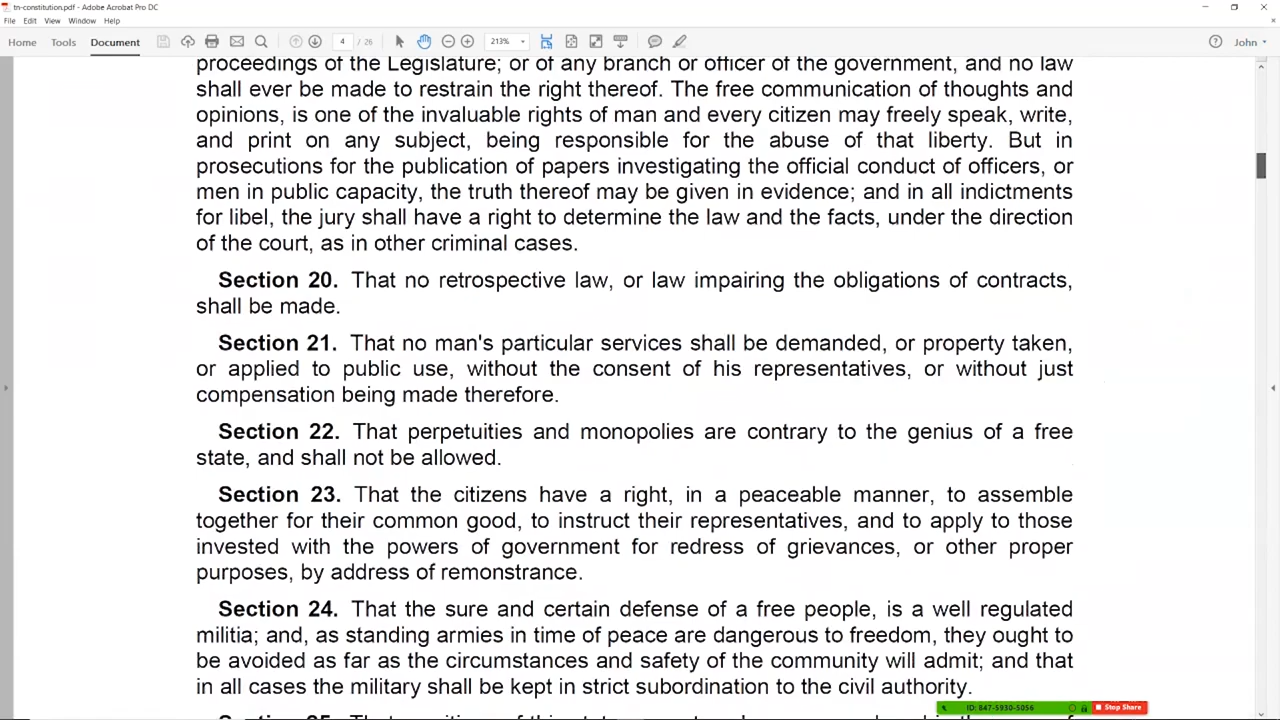 tn-constitution.pdf - Adobe Acrobat Pro DC
File Edit View Window Help
Home Tools Document 4 / 26 213% John
proceedings of the Legislature; or of any branch or officer of the government, and no law
shall ever be made to restrain the right thereof. The free communication of thoughts and
opinions, is one of the invaluable rights of man and every citizen may freely speak, write,
and print on any subject, being responsible for the abuse of that liberty. But in
prosecutions for the publication of papers investigating the official conduct of officers, or
men in public capacity, the truth thereof may be given in evidence; and in all indictments
for libel, the jury shall have a right to determine the law and the facts, under the direction
of the court, as in other criminal cases.
Section 20. That no retrospective law, or law impairing the obligations of contracts,
shall be made.
Section 21. That no man's particular services shall be demanded, or property taken,
or applied to public use, without the consent of his representatives, or without just
compensation being made therefore.
Section 22. That perpetuities and monopolies are contrary to the genius of a free
state, and shall not be allowed.
Section 23. That the citizens have a right, in a peaceable manner, to assemble
together for their common good, to instruct their representatives, and to apply to those
invested with the powers of government for redress of grievances, or other proper
purposes, by address of remonstrance.
Section 24. That the sure and certain defense of a free people, is a well regulated
militia; and, as standing armies in time of peace are dangerous to freedom, they ought to
be avoided as far as the circumstances and safety of the community will admit; and that
in all cases the military shall be kept in strict subordination to the civil authority.
ID: 847-5930-5056 Stop Share